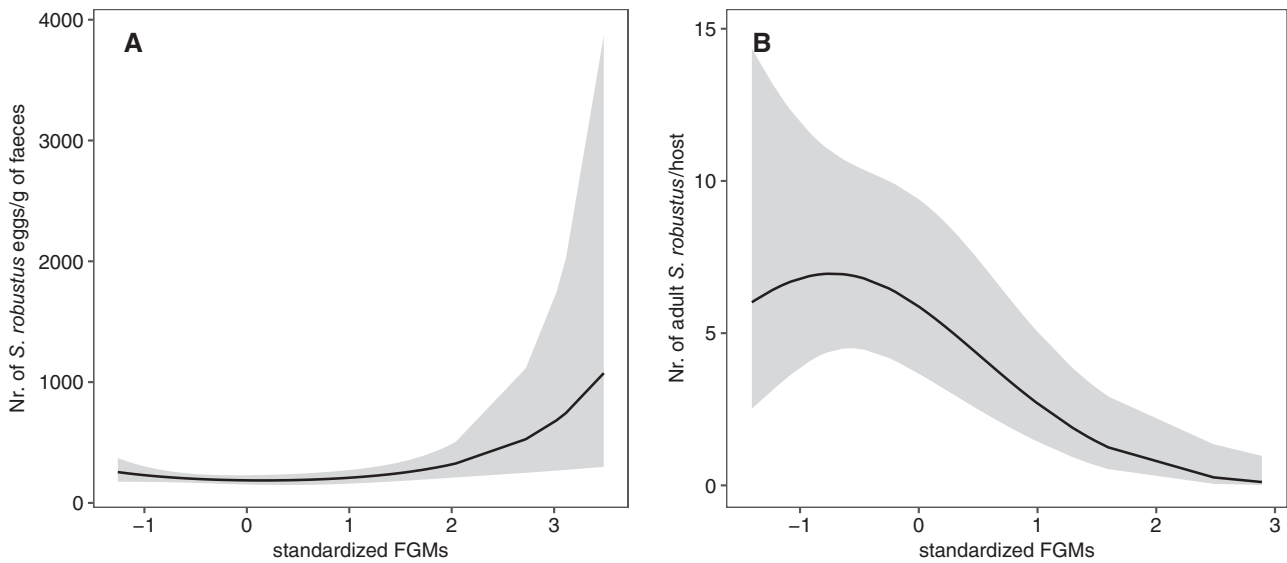 A
Nr. of S. robustus eggs/g of faeces
4000
3000
2000
1000
0
−1 0 1 2 3
standardized FGMs
B
Nr. of adult S. robustus/host
15
10
5
0
−1 0 1 2 3
standardized FGMs